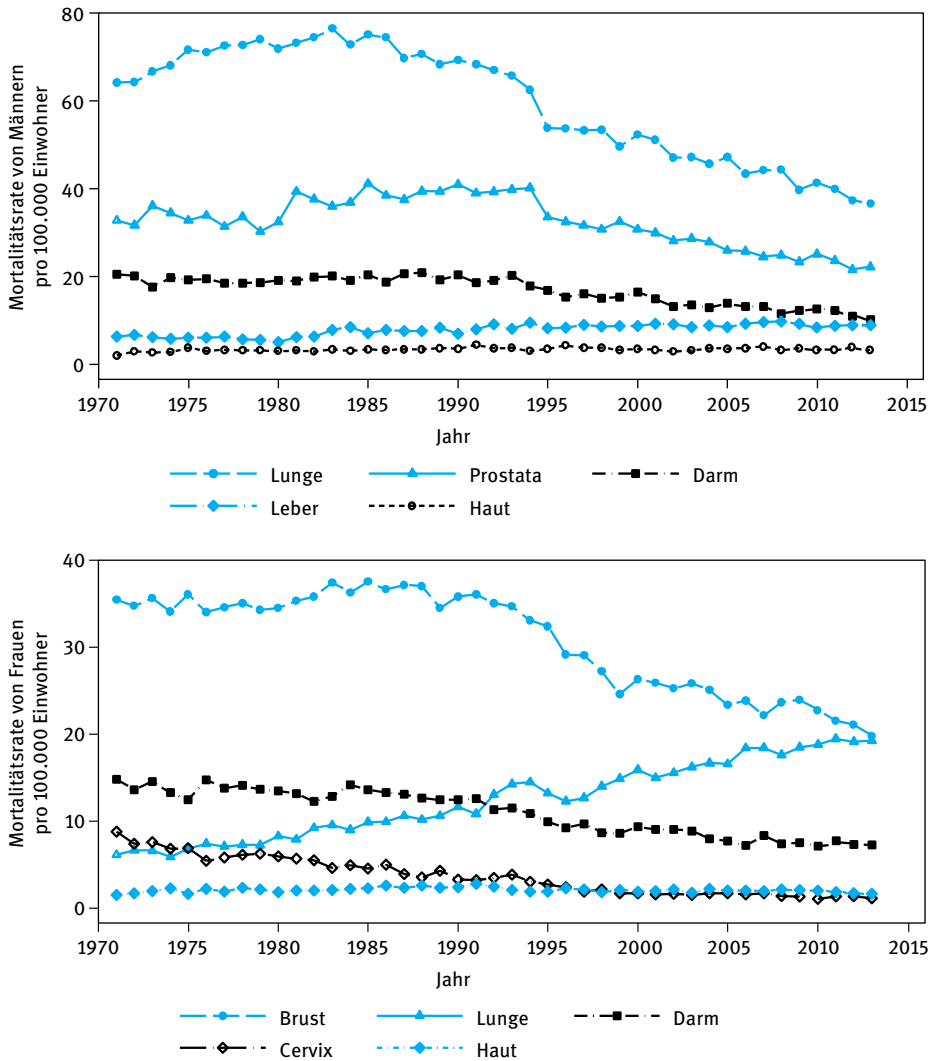 Mortalitätsrate von Männern
pro 100.000 Einwohner
80
60
40
20
0
1970 1975 1980 1985 1990 1995 2000 2005 2010 2015
Jahr
Lunge Prostata Darm
Leber Haut
Mortalitätsrate von Frauen
pro 100.000 Einwohner
40
30
20
10
0
1970 1975 1980 1985 1990 1995 2000 2005 2010 2015
Jahr
Brust Lunge Darm
Cervix Haut